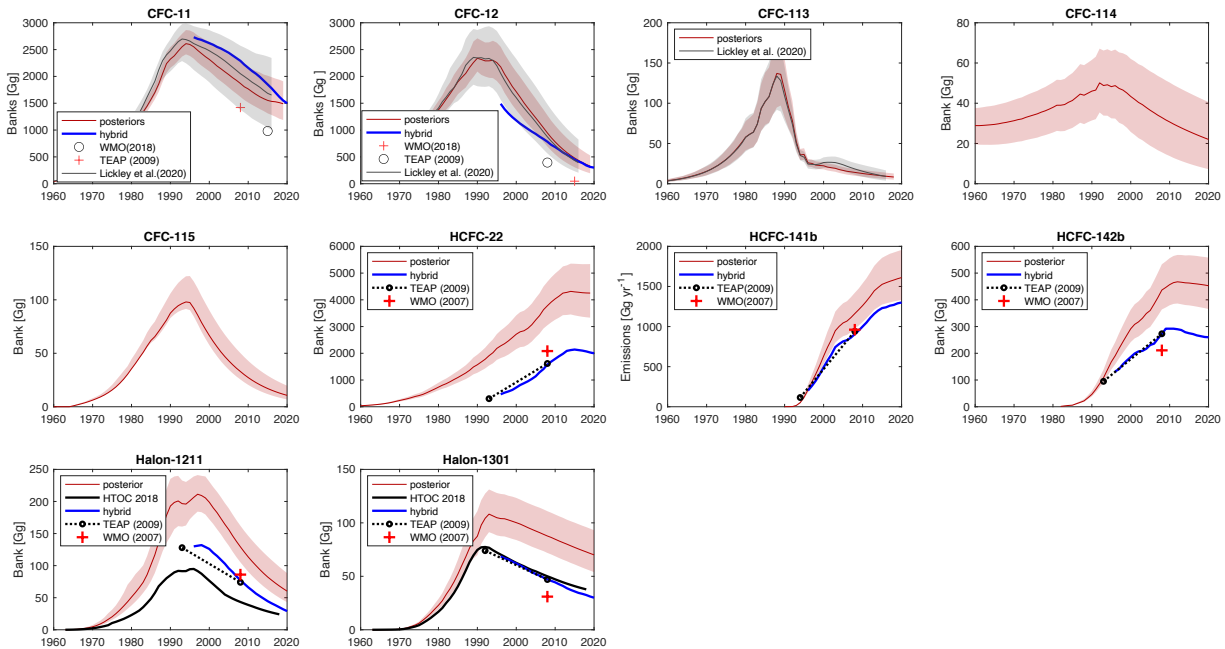 CFC-11
CFC-12
CFC-113
CFC-114
3000
2500
2000
1500
1000
500
0
Banks [Gg]
posteriors
hybrid
WMO(2018)
TEAP (2009)
Lickley et al.(2020)
1960 1970 1980 1990 2000 2010 2020
3000
2500
2000
1500
1000
500
0
Banks [Gg ]
posteriors
hybrid
WMO(2018)
TEAP (2009)
Lickley et al.(2020)
1960 1970 1980 1990 2000 2010 2020
200
150
100
50
0
Banks [Gg]
posteriors
Lickley et al. (2020)
1960 1970 1980 1990 2000 2010 2020
80
60
40
20
0
Banks [Gg]
1960 1970 1980 1990 2000 2010 2020
CFC-115
HCFC-22
HCFC-141b
HCFC-142b
150
100
50
0
Bank [Gg]
1960 1970 1980 1990 2000 2010 2020
6000
5000
4000
3000
2000
1000
0
Bank [Gg]
posterior
hybrid
TEAP (2009)
WMO (2007)
1960 1970 1980 1990 2000 2010 2020
2000
1500
1000
500
0
Emissions [Gg yr-1]
posterior
hybrid
TEAP (2009)
WMO (2007)
1960 1970 1980 1990 2000 2010 2020
600
500
400
300
200
100
0
Bank [Gg]
posterior
hybrid
TEAP (2009)
WMO (2007)
1960 1970 1980 1990 2000 2010 2020
Halon-1211
Halon-1301
250
200
150
100
50
0
Bank [Gg]
posterior
HTOC 2018
hybrid
TEAP (2009)
WMO (2007)
1960 1970 1980 1990 2000 2010 2020
150
100
50
0
Bank [Gg]
posterior
HTOC 2018
hybrid
TEAP (2009)
WMO (2007)
1960 1970 1980 1990 2000 2010 2020